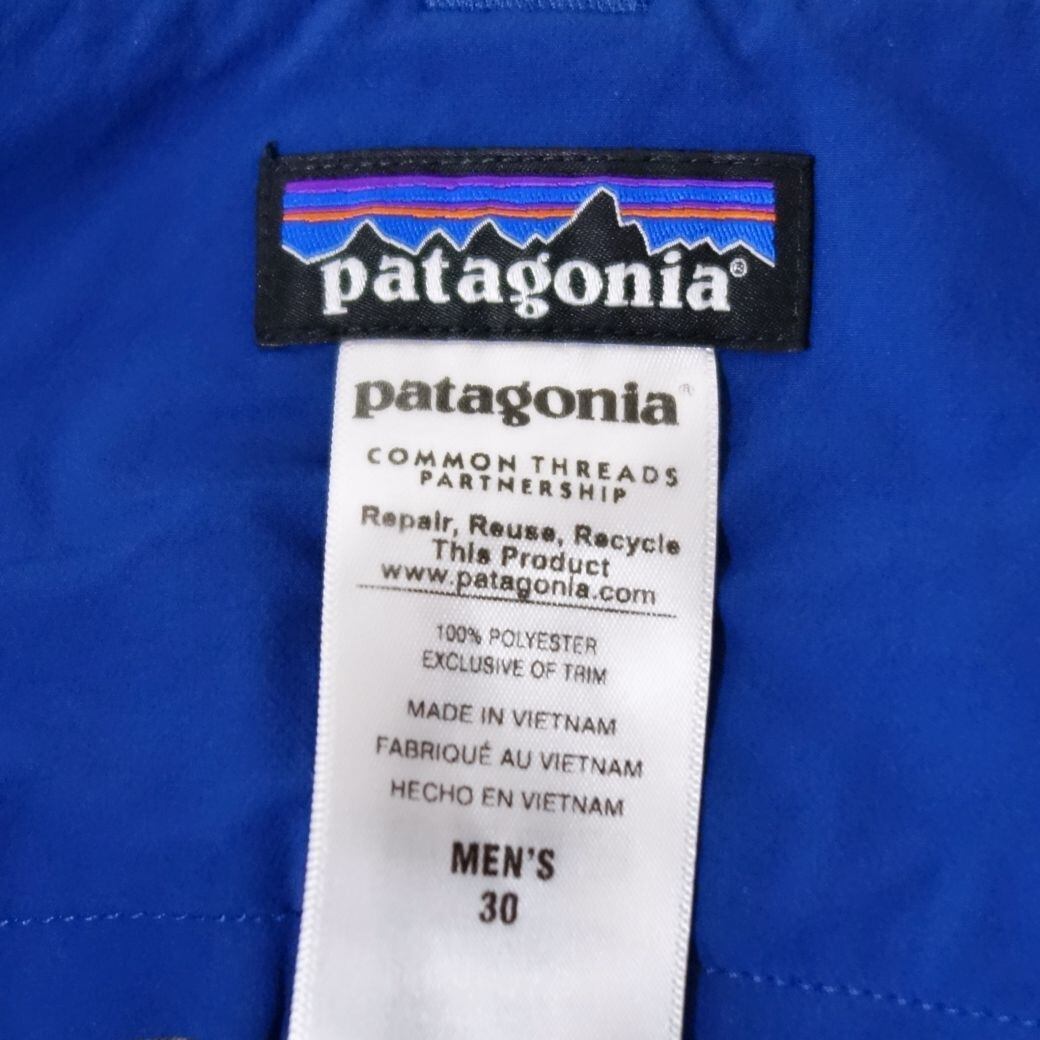 patagonia®
patagonia®
COMMON THREADS
PARTNERSHIP
Repair, Reuse, Recycle
This Product
www.patagonia.com
100% POLYESTER
EXCLUSIVE OF TRIM
MADE IN VIETNAM
FABRIQUÉ AU VIETNAM
HECHO EN VIETNAM
MEN'S
30